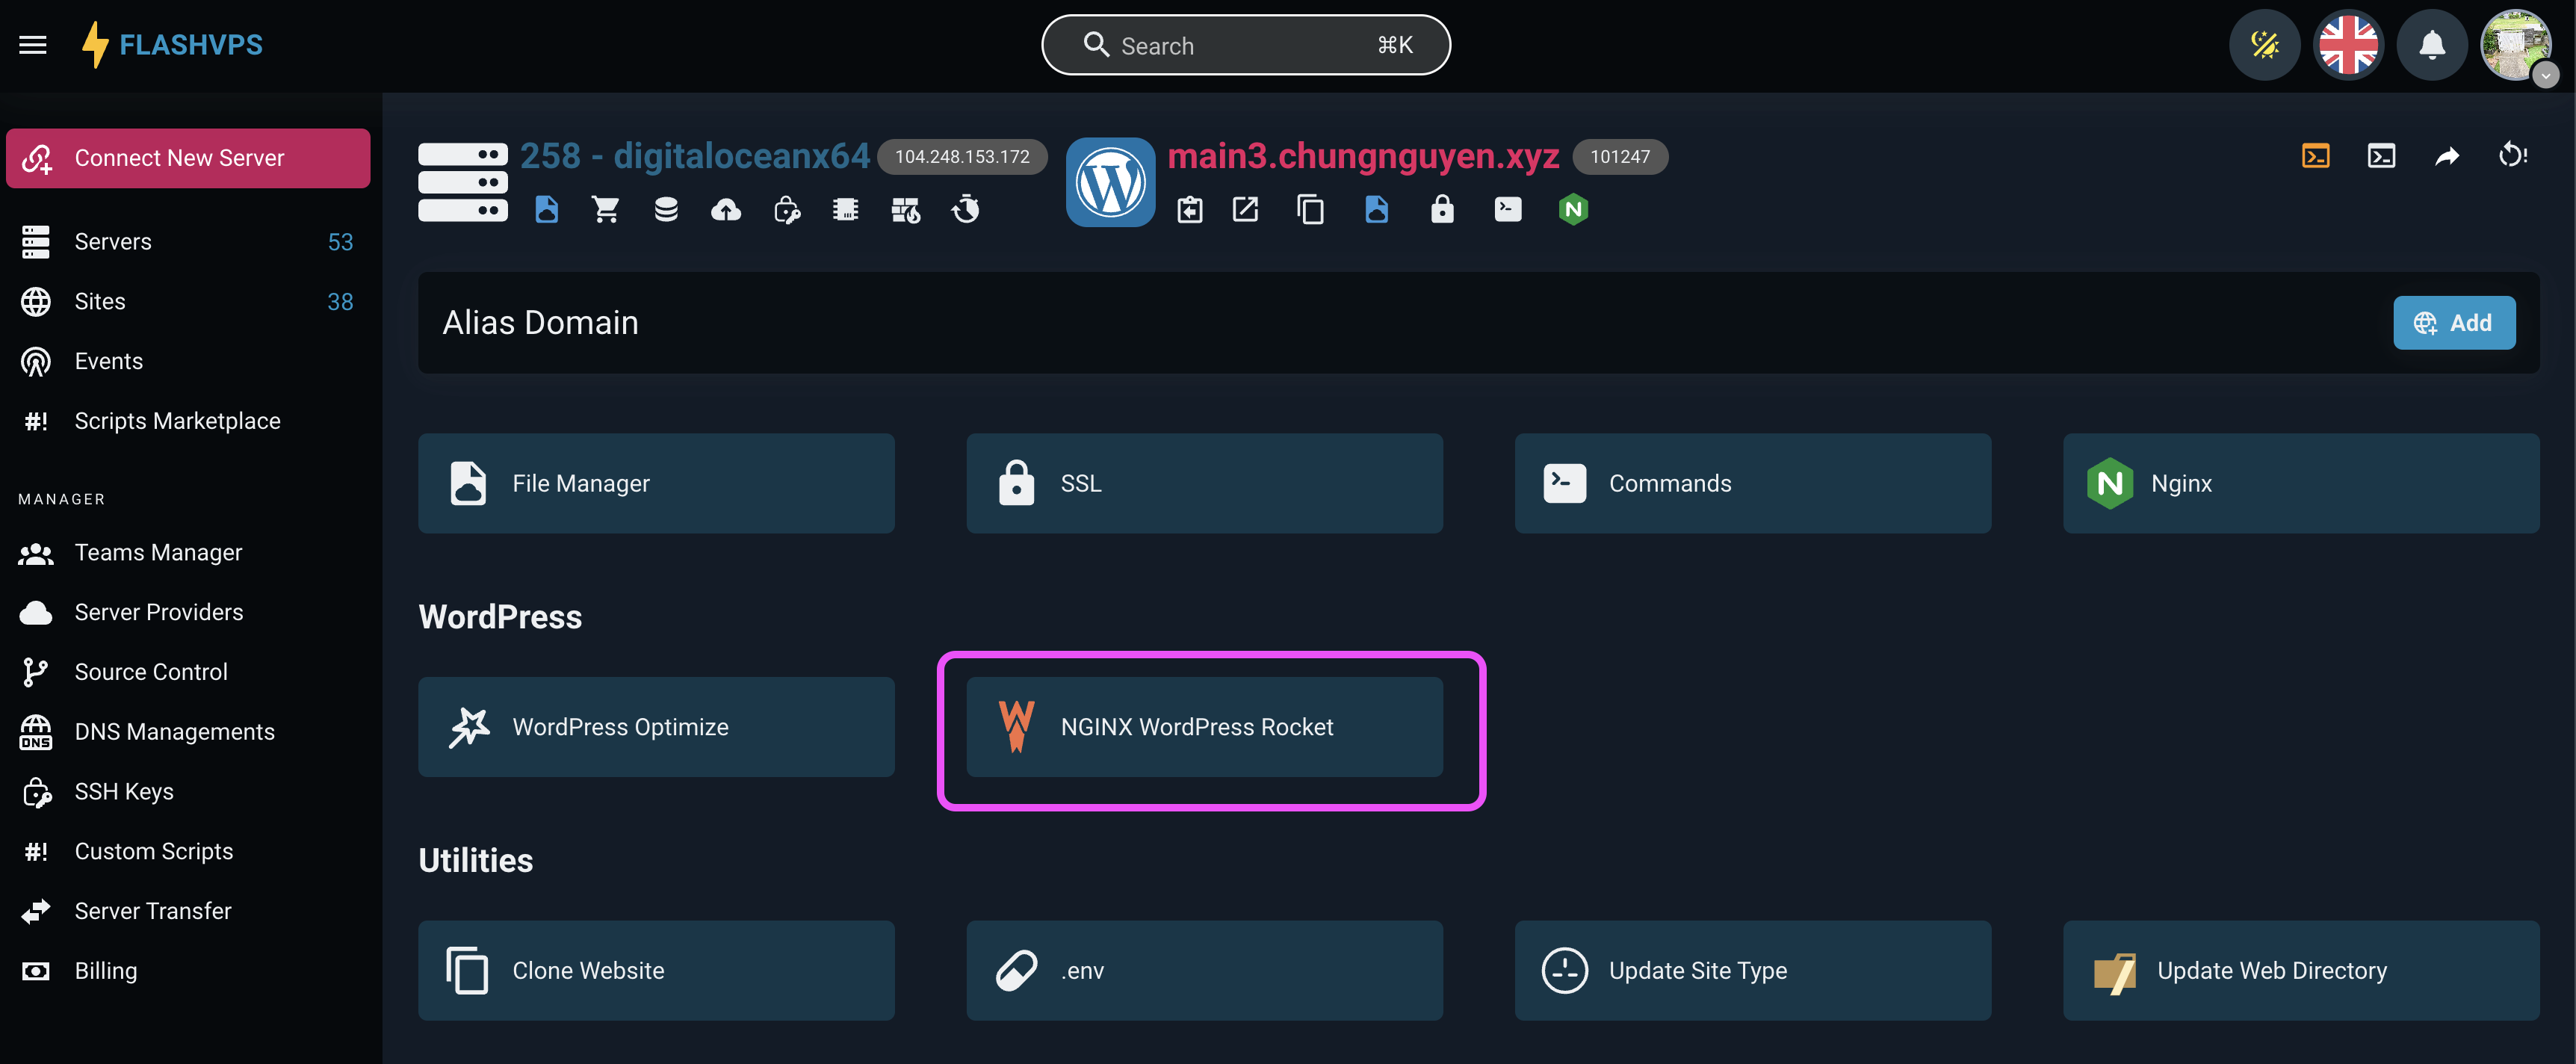 FLASHVPS
Search
⌘K
Connect New Server
Servers 53
Sites 38
Events
#! Scripts Marketplace
MANAGER
Teams Manager
Server Providers
Source Control
DNS DNS Managements
SSH Keys
#! Custom Scripts
Server Transfer
Billing
258 - digitaloceanx64 104.248.153.172
main3.chungnguyen.xyz 101247
Alias Domain
Add
File Manager
SSL
Commands
Nginx
WordPress
WordPress Optimize
NGINX WordPress Rocket
Utilities
Clone Website
.env
Update Site Type
Update Web Directory